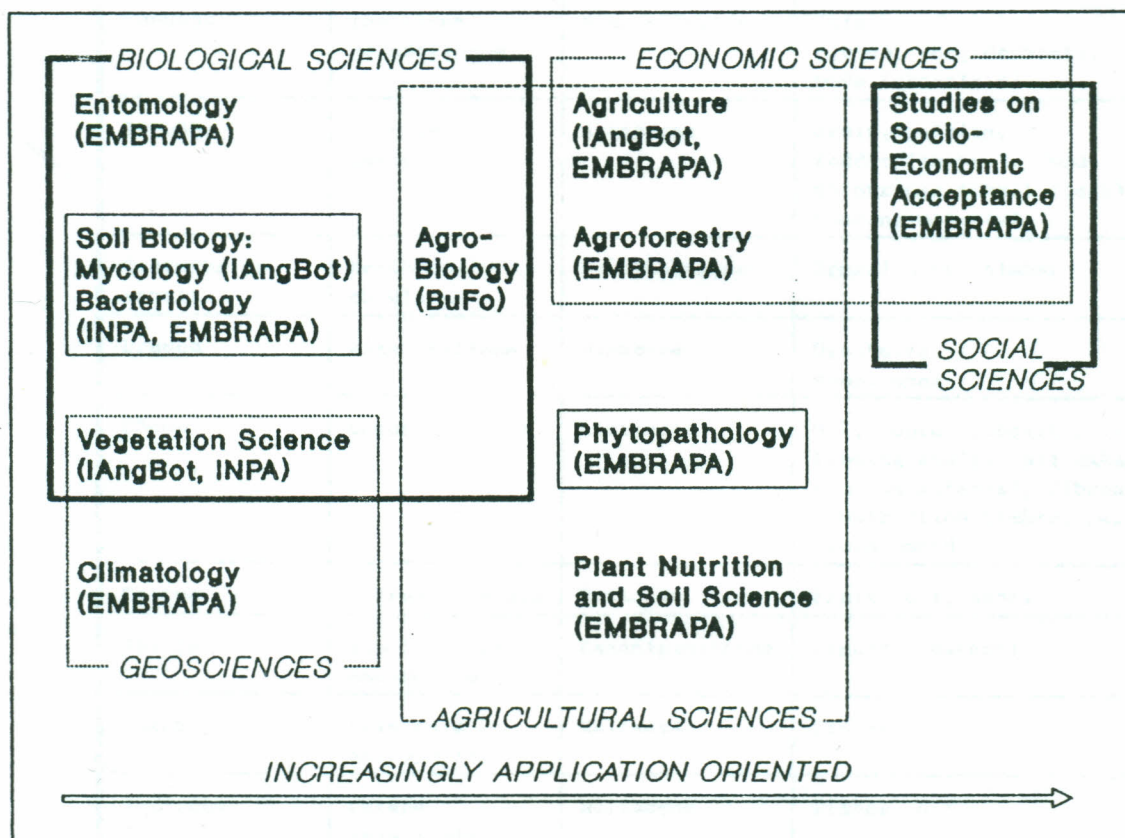 BIOLOGICAL SCIENCES
Entomology
(EMBRAPA)
Soil Biology:
Mycology (IAngBot)
Bacteriology
(INPA, EMBRAPA)
Vegetation Science
(IAngBot, INPA)
Climatology
(EMBRAPA)
GEOSCIENCES
Agro-
Biology
(BuFo)
ECONOMIC SCIENCES
Agriculture
(IAngBot,
EMBRAPA)
Agroforestry
(EMBRAPA)
Phytopathology
(EMBRAPA)
Plant Nutrition
and Soil Science
(EMBRAPA)
AGRICULTURAL SCIENCES
Studies on
Socio-
Economic
Acceptance
(EMBRAPA)
SOCIAL
SCIENCES
INCREASINGLY APPLICATION ORIENTED